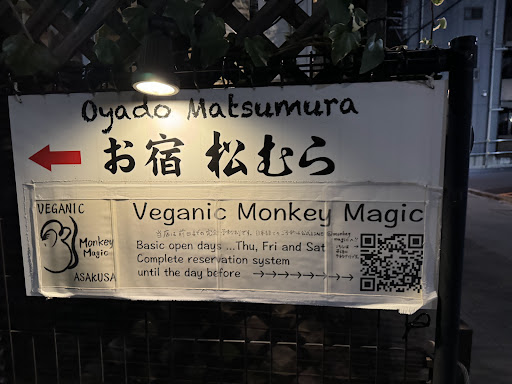 Oyado Matsumura
お宿 松むら
VEGANIC
Monkey
Magic
ASAKUSA
Veganic Monkey Magic
Basic open days ...Thu, Fri and Sat
Complete reservation system
until the day before →→→→→→→→